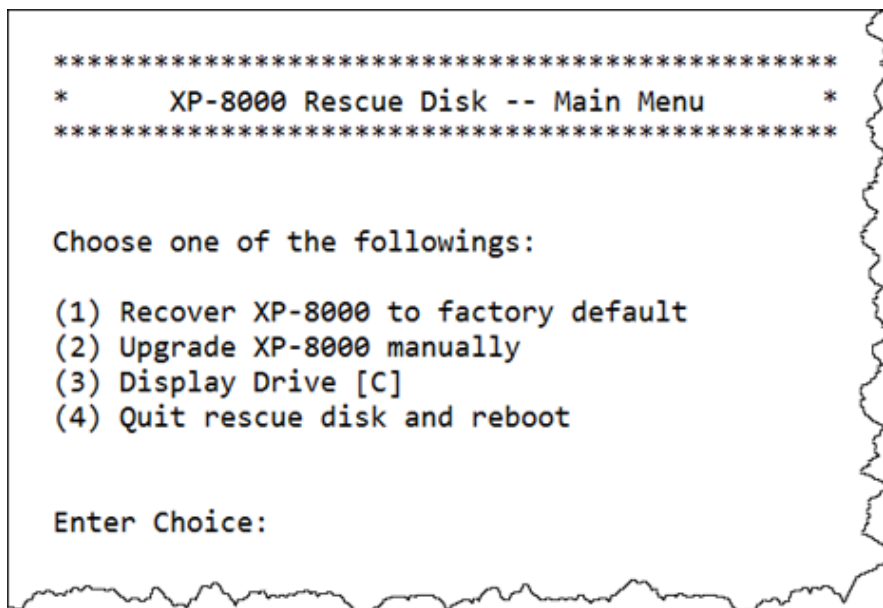 ***********************************************
*      XP-8000 Rescue Disk -- Main Menu       *
***********************************************
Choose one of the followings:
(1) Recover XP-8000 to factory default
(2) Upgrade XP-8000 manually
(3) Display Drive [C]
(4) Quit rescue disk and reboot
Enter Choice: